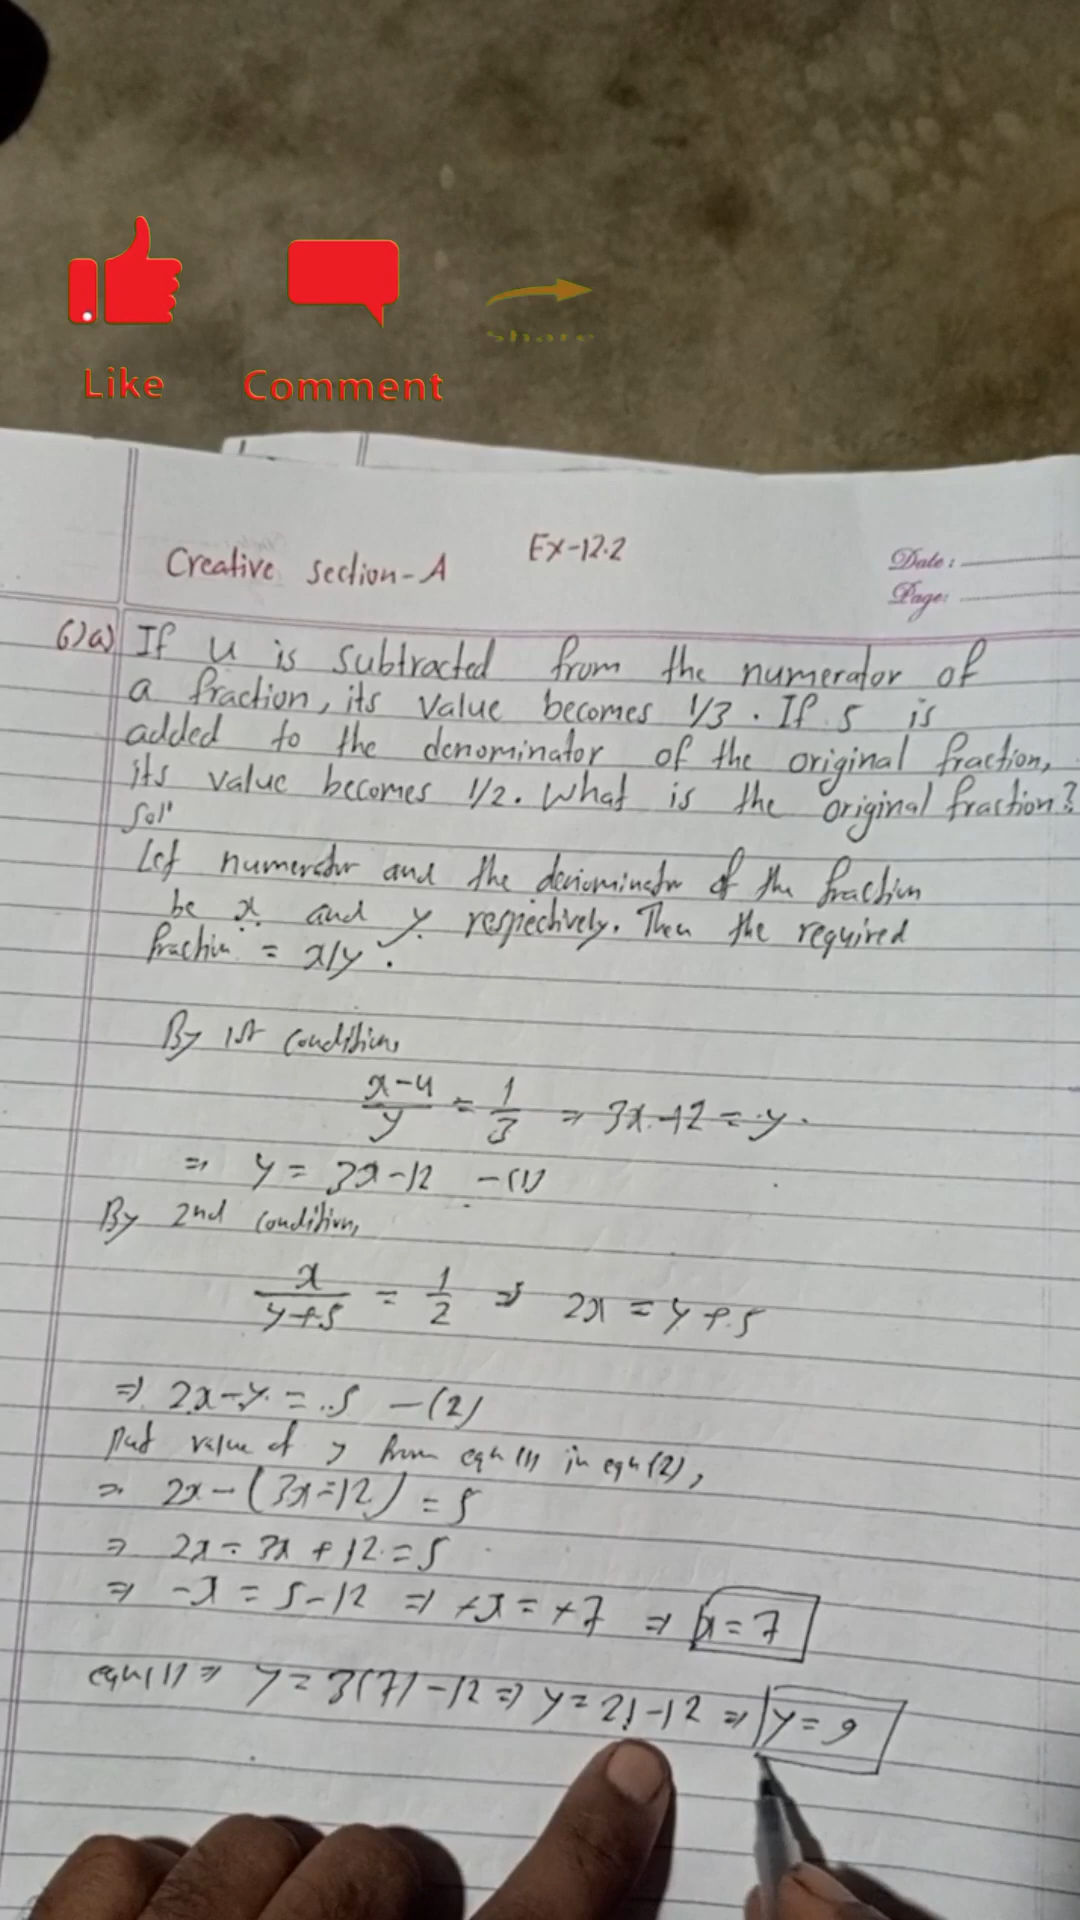 Like
Comment
share
Creative section-A
Ex-12.2
Date:
Page:
6)a) If 4 is subtracted from the numerator of
a fraction, its value becomes 1/3. If 5 is
added to the denominator of the original fraction,
its value becomes 1/2. What is the original fraction?
Solⁿ
Let numerator and the denominator of the fraction
be x and y respectively. Then the required
fraction = x/y.
By 1st condition,
(x-4)/y = 1/3 ⇒ 3x-12 = y
⇒ y = 3x-12 -(1)
By 2nd condition,
x/(y+5) = 1/2 ⇒ 2x = y+5
⇒ 2x-y = 5 -(2)
Put value of y from eqn(1) in eqn(2),
⇒ 2x-(3x-12) = 5
⇒ 2x-3x+12 = 5
⇒ -x = 5-12 ⇒ +x = +7 ⇒ x = 7
eqn(1) ⇒ y = 3(7)-12 ⇒ y = 21-12 ⇒ y = 9